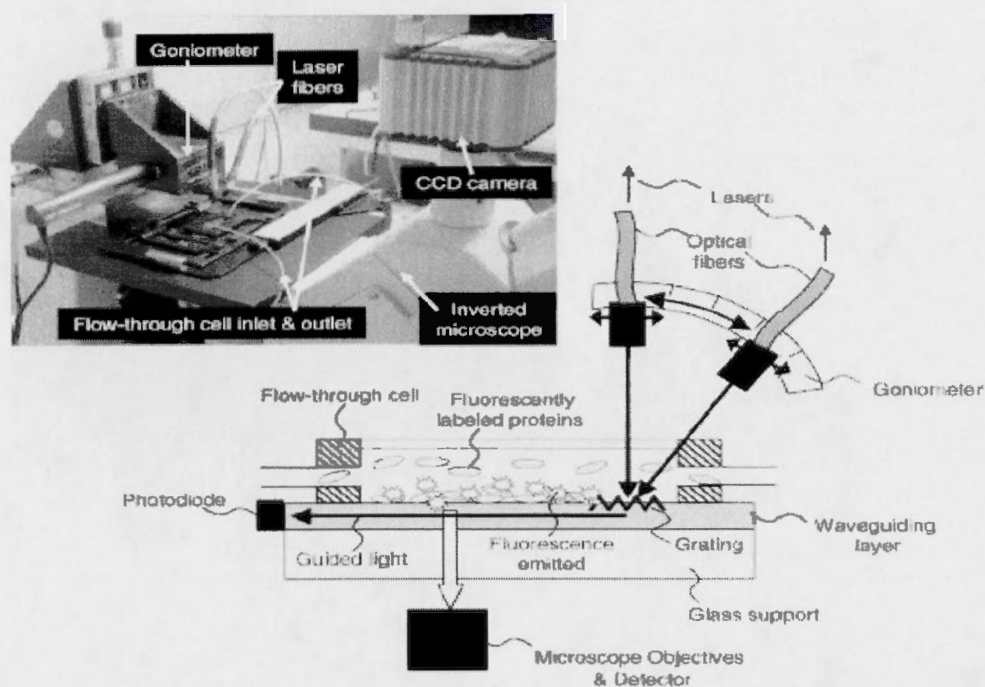 Goniometer
Laser
fibers
CCD camera
Flow-through cell inlet & outlet
Inverted
microscope
Lasers
Optical
fibers
Goniometer
Flow-through cell
Fluorescently
labeled proteins
Photodiode
Guided light
Fluorescence
emitted
Grating
Waveguiding
layer
Glass support
Microscope Objectives
& Detector